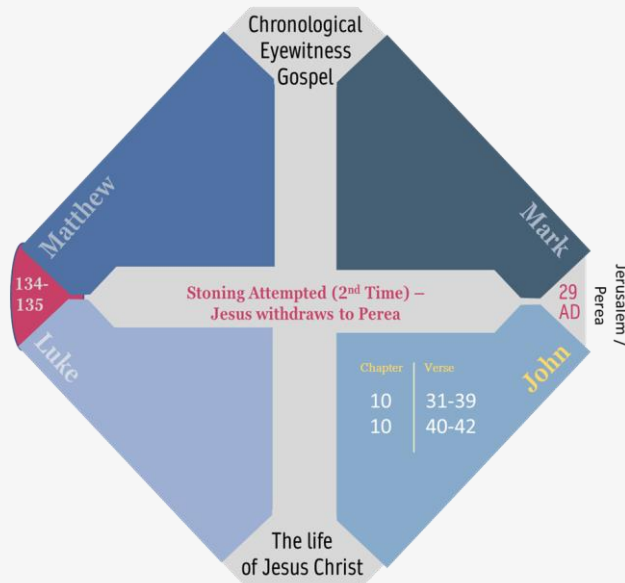 Chronological
Eyewitness
Gospel
Matthew
Mark
134-
135
Stoning Attempted (2nd Time) –
Jesus withdraws to Perea
29
AD
Jerusalem /
Perea
Luke
John
Chapter Verse
10 31-39
10 40-42
The life
of Jesus Christ